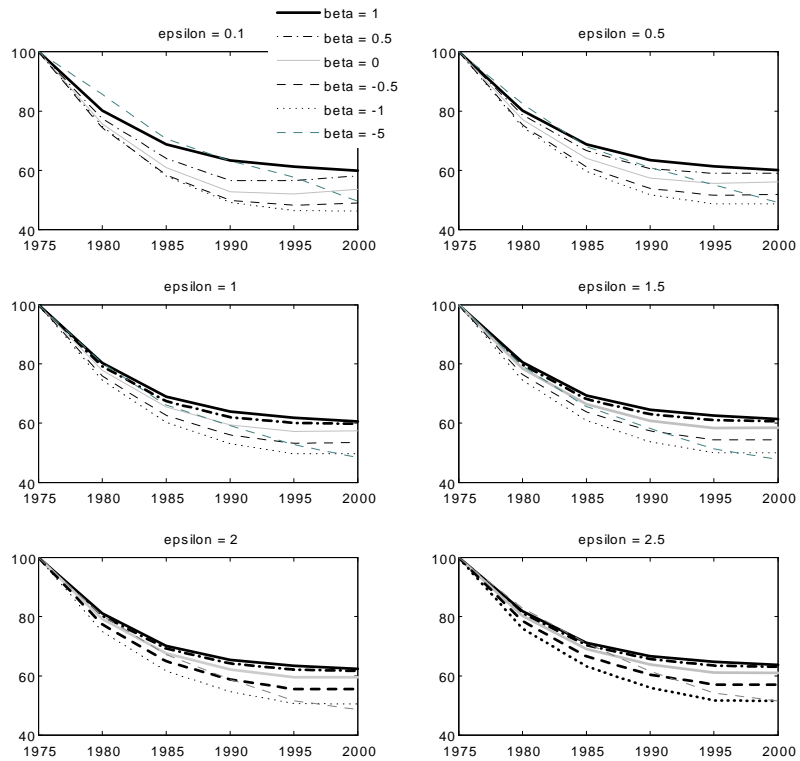 beta = 1
epsilon = 0.1
beta = 0.5
epsilon = 0.5
beta = 0
beta = -0.5
beta = -1
beta = -5
100
80
60
40
1975 1980 1985 1990 1995 2000
100
80
60
40
1975 1980 1985 1990 1995 2000
epsilon = 1
100
80
60
40
1975 1980 1985 1990 1995 2000
epsilon = 1.5
100
80
60
40
1975 1980 1985 1990 1995 2000
epsilon = 2
100
80
60
40
1975 1980 1985 1990 1995 2000
epsilon = 2.5
100
80
60
40
1975 1980 1985 1990 1995 2000